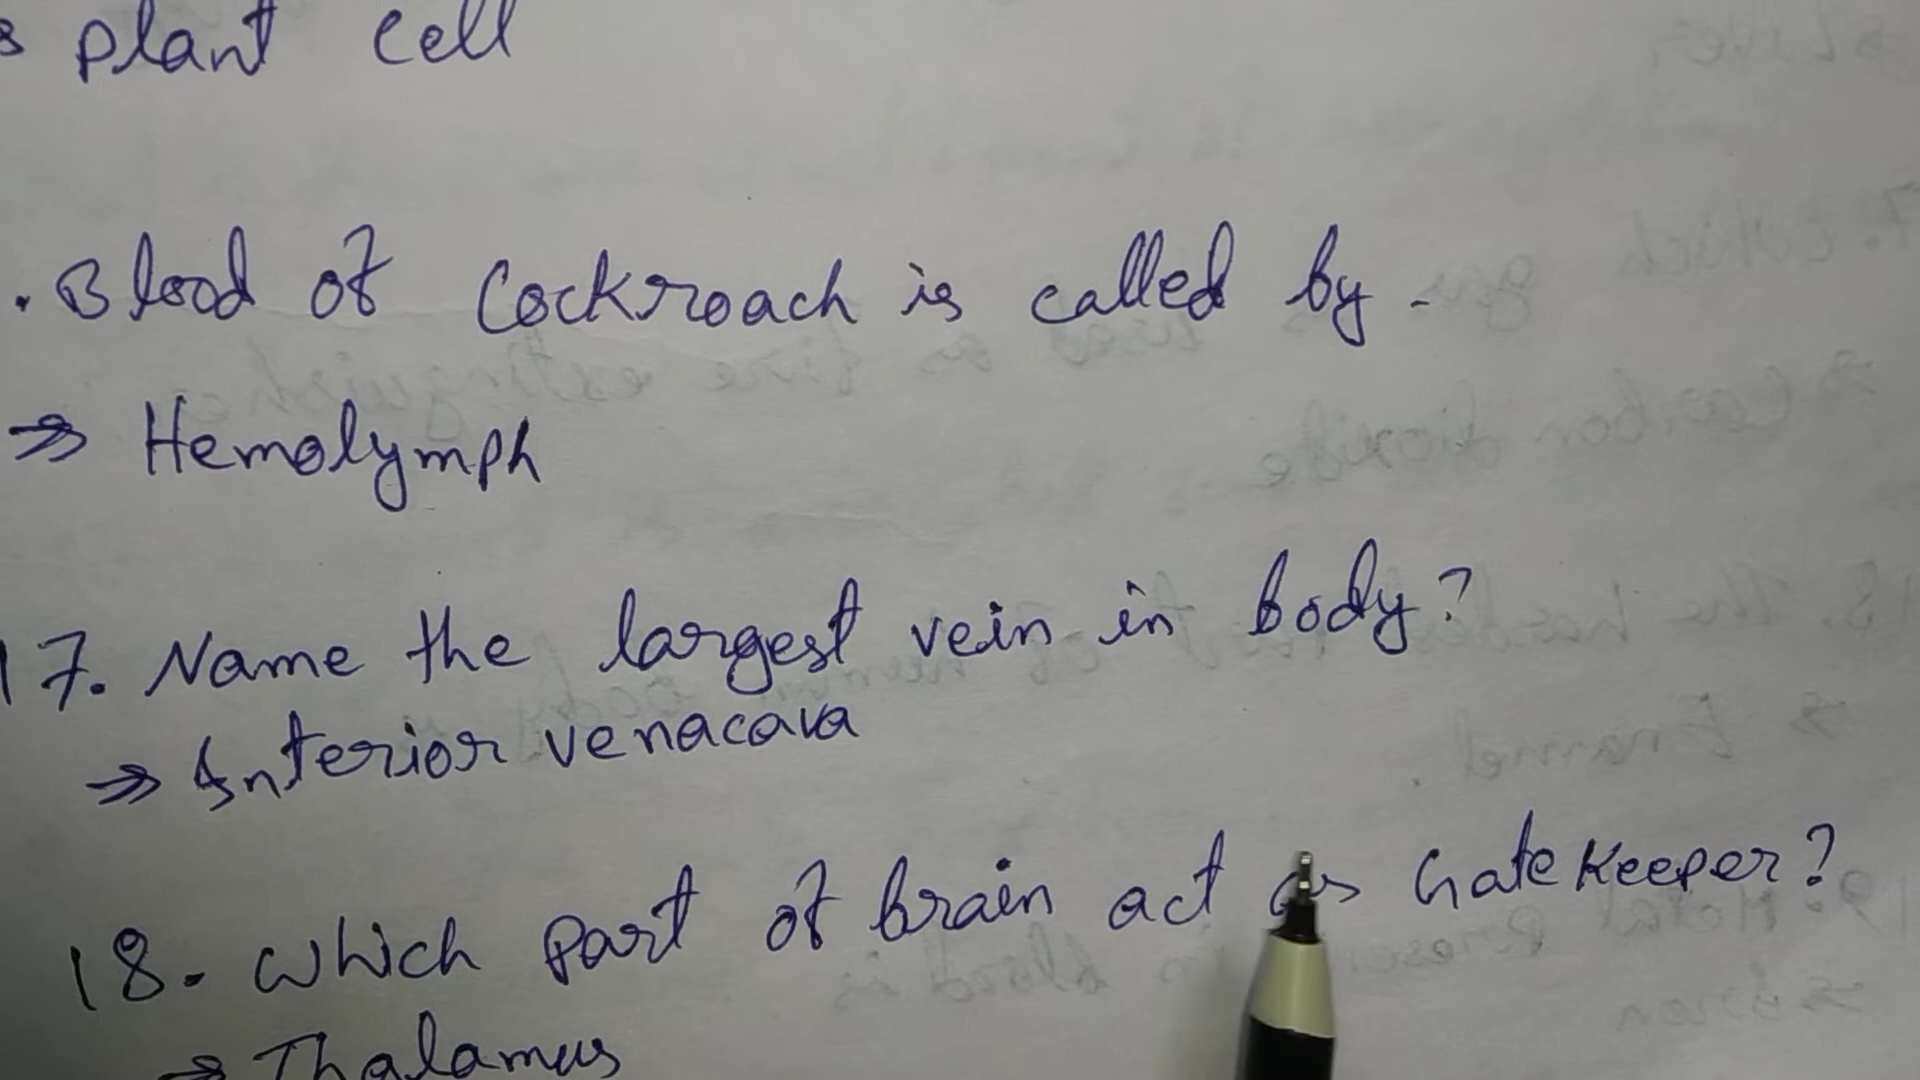 plant cell
. Blood of Cockroach is called by -
⇒ Hemolymph
17. Name the largest vein in body?
⇒ Interior venacava
18. Which part of brain act as Gatekeeper?
⇒ Thalamus